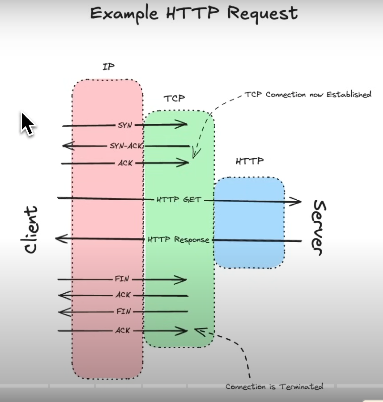 Example HTTP Request
IP
TCP
TCP Connection now Established
SYN
SYN-ACK
ACK
HTTP
HTTP GET
Client
Server
HTTP Response
FIN
ACK
FIN
ACK
Connection is Terminated